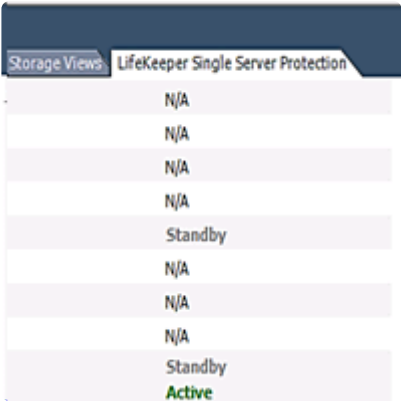 Storage Views LifeKeeper Single Server Protection
N/A
N/A
N/A
N/A
Standby
N/A
N/A
N/A
Standby
Active